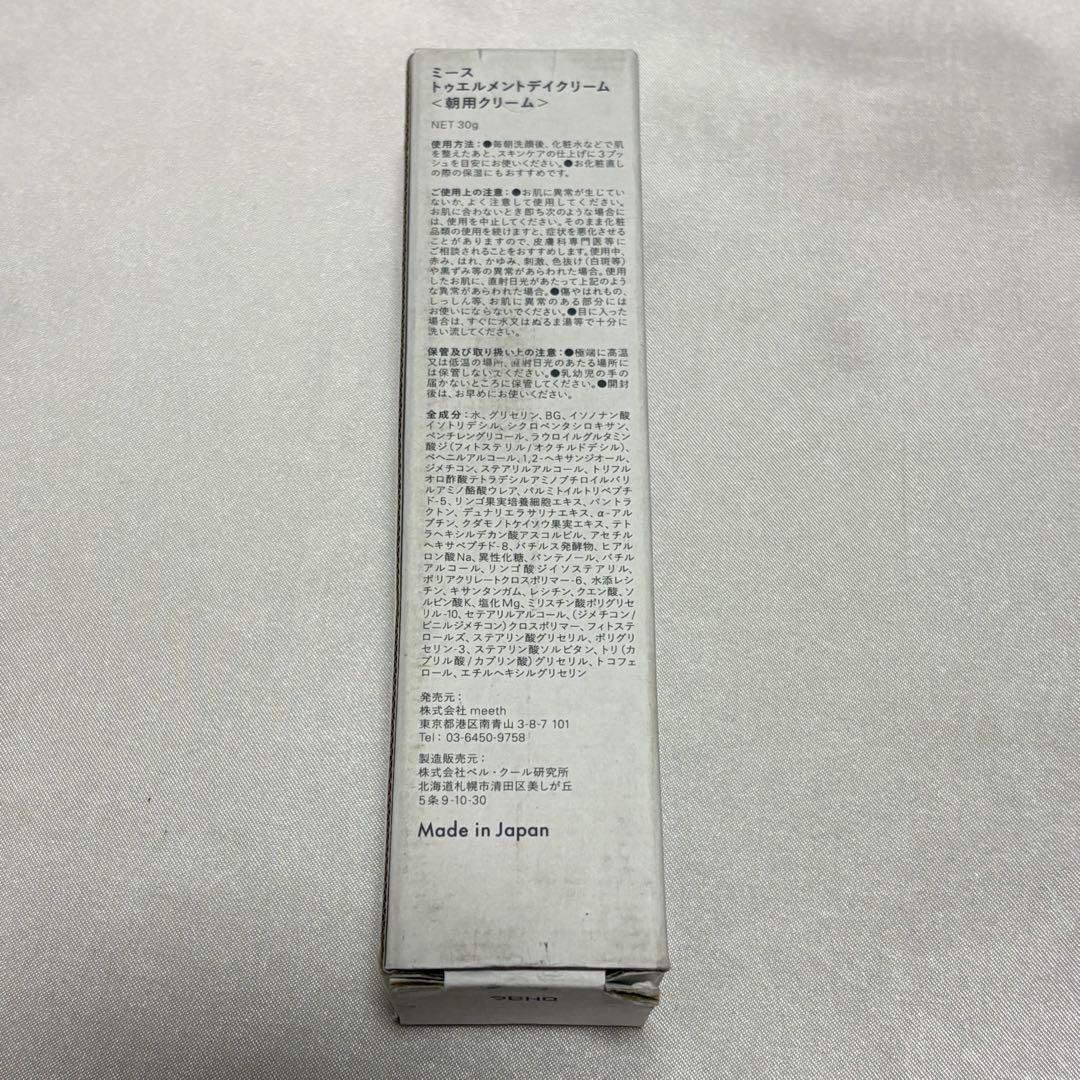 ミース
トゥエルメントデイクリーム
＜朝用クリーム＞
NET 30g
使用方法：●毎朝洗顔後、化粧水などで肌
を整えたあと、スキンケアの仕上げに3プッ
シュを目安にお使いください。●お化粧直し
の際の保湿にもおすすめです。
ご使用上の注意：●お肌に異常が生じてい
ないか、よく注意して使用してください。
お肌に合わないとき即ち次のような場合に
は、使用を中止してください。そのまま化粧
品類の使用を続けますと、症状を悪化させる
ことがありますので、皮膚科専門医等に
ご相談されることをおすすめします。使用中、
赤み、はれ、かゆみ、刺激、色抜け（白斑等）
や黒ずみ等の異常があらわれた場合。使用
したお肌に、直射日光があたって上記のよう
な異常があらわれた場合。●傷やはれもの、
しっしん等、お肌に異常のある部分には
お使いにならないでください。●目に入った
場合は、すぐに水又はぬるま湯等で十分に
洗い流してください。
保管及び取り扱い上の注意：●極端に高温
又は低温の場所、直射日光のあたる場所に
は保管しないでください。●乳幼児の手の
届かないところに保管してください。●開封
後は、お早めにお使いください。
全成分：水、グリセリン、BG、イソノナン酸
イソトリデシル、シクロペンタシロキサン、
ペンチレングリコール、ラウロイルグルタミン
酸ジ（フィトステリル/オクチルドデシル）、
ベヘニルアルコール、1,2-ヘキサンジオール、
ジメチコン、ステアリルアルコール、トリフル
オロ酢酸テトラデシルアミノブチロイルバリ
ルアミノ酪酸ウレア、パルミトイルトリペプチ
ド-5、リンゴ果実培養細胞エキス、パントラ
クトン、デュナリエラサリナエキス、α-アル
ブチン、クダモノトケイソウ果実エキス、テト
ラヘキシルデカン酸アスコルビル、アセチル
ヘキサペプチド-8、バチルス発酵物、ヒアル
ロン酸Na、異性化糖、パンテノール、バチル
アルコール、リンゴ酸ジイソステアリル、
ポリアクリレートクロスポリマー-6、水添レシ
チン、キサンタンガム、レシチン、クエン酸、ソ
ルビン酸K、塩化Mg、ミリスチン酸ポリグリセ
リル-10、セテアリルアルコール、（ジメチコン/
ビニルジメチコン）クロスポリマー、フィトステ
ロールズ、ステアリン酸グリセリル、ポリグリ
セリン-3、ステアリン酸ソルビタン、トリ（カ
プリル酸/カプリン酸）グリセリル、トコフェ
ロール、エチルヘキシルグリセリン
発売元：
株式会社 meeth
東京都港区南青山 3-8-7 101
Tel：03-6450-9758
製造販売元：
株式会社ベル・クール研究所
北海道札幌市清田区美しが丘
5条 9-10-30
Made in Japan